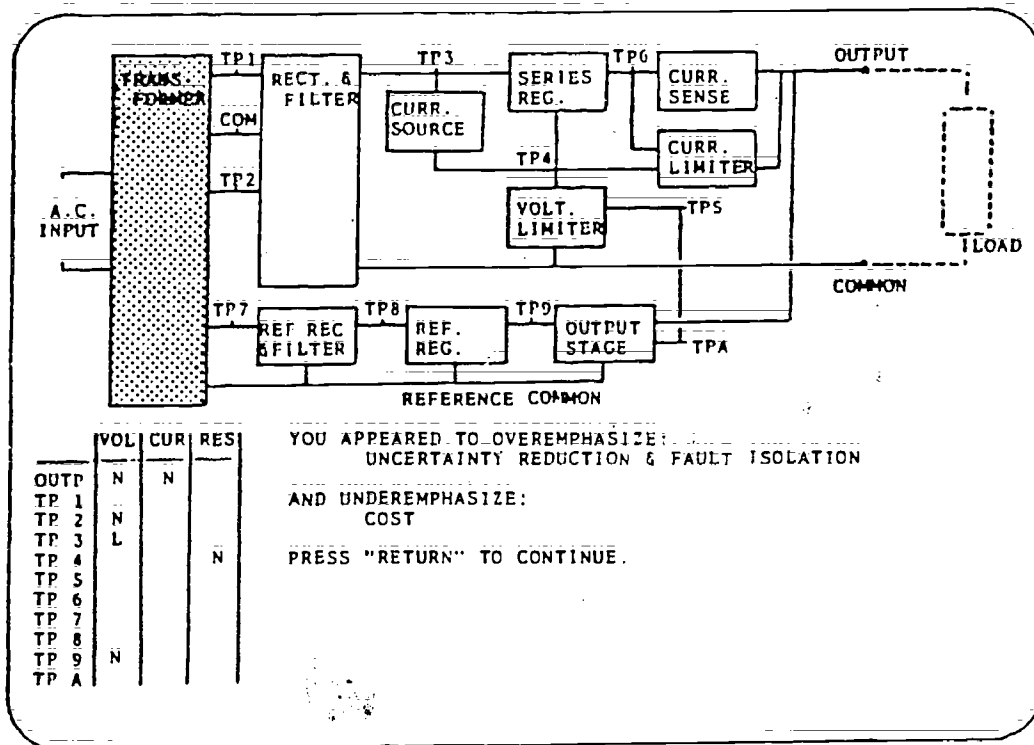 TP1
TP3
TP6
OUTPUT
TRANS-
FORMER
RECT. &
FILTER
SERIES
REG.
CURR.
SENSE
COM
CURR.
SOURCE
TP4
CURR.
LIMITER
TP2
A.C.
INPUT
VOLT.
LIMITER
TP5
LOAD
COMMON
TP7
REF REC
&FILTER
TP8
REF.
REG.
TP9
OUTPUT
STAGE
TPA
REFERENCE COMMON
VOL CUR RES
OUTP N N
TP 1
TP 2 N
TP 3 L
TP 4 N
TP 5
TP 6
TP 7
TP 8
TP 9 N
TP A
YOU APPEARED TO OVEREMPHASIZE:
UNCERTAINTY REDUCTION & FAULT ISOLATION
AND UNDEREMPHASIZE:
COST
PRESS "RETURN" TO CONTINUE.